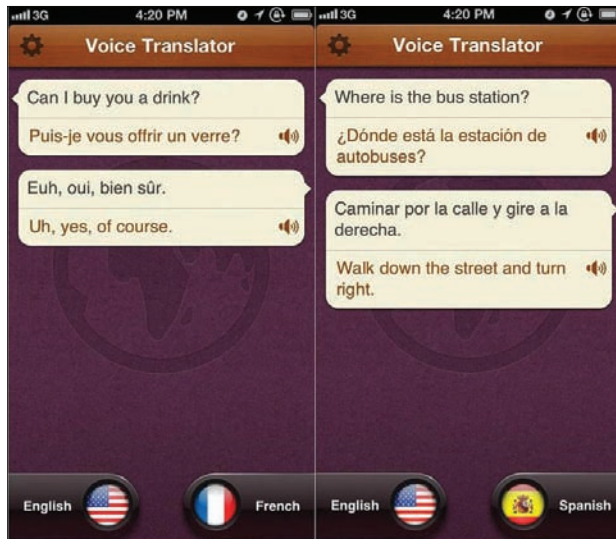 3G 4:20 PM
Voice Translator
Can I buy you a drink?
Puis-je vous offrir un verre?
Euh, oui, bien sûr.
Uh, yes, of course.
English
French
3G 4:20 PM
Voice Translator
Where is the bus station?
¿Dónde está la estación de
autobuses?
Caminar por la calle y gire a la
derecha.
Walk down the street and turn
right.
English
Spanish